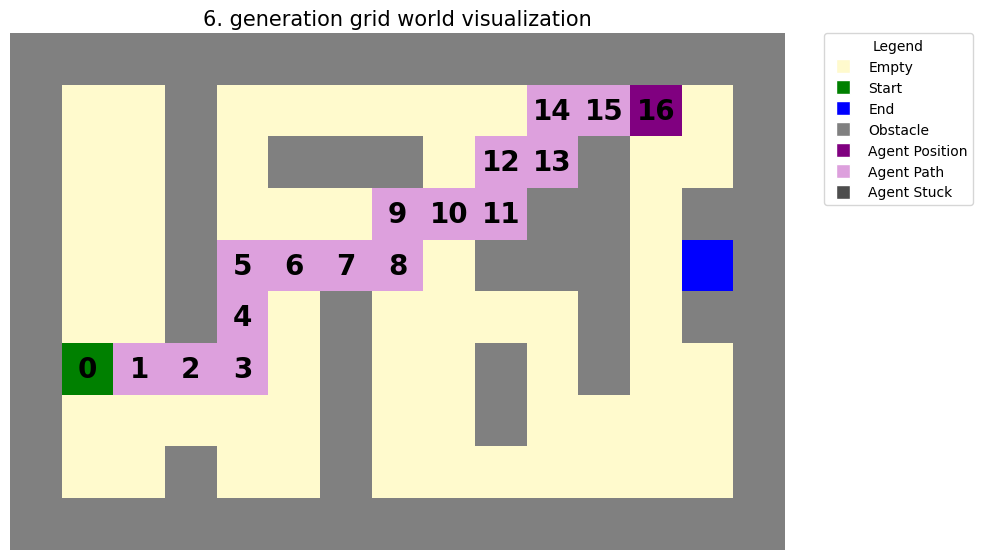 6. generation grid world visualization
Legend
Empty
Start
End
Obstacle
Agent Position
Agent Path
Agent Stuck
14 15 16
12 13
9 10 11
5 6 7 8
4
0 1 2 3